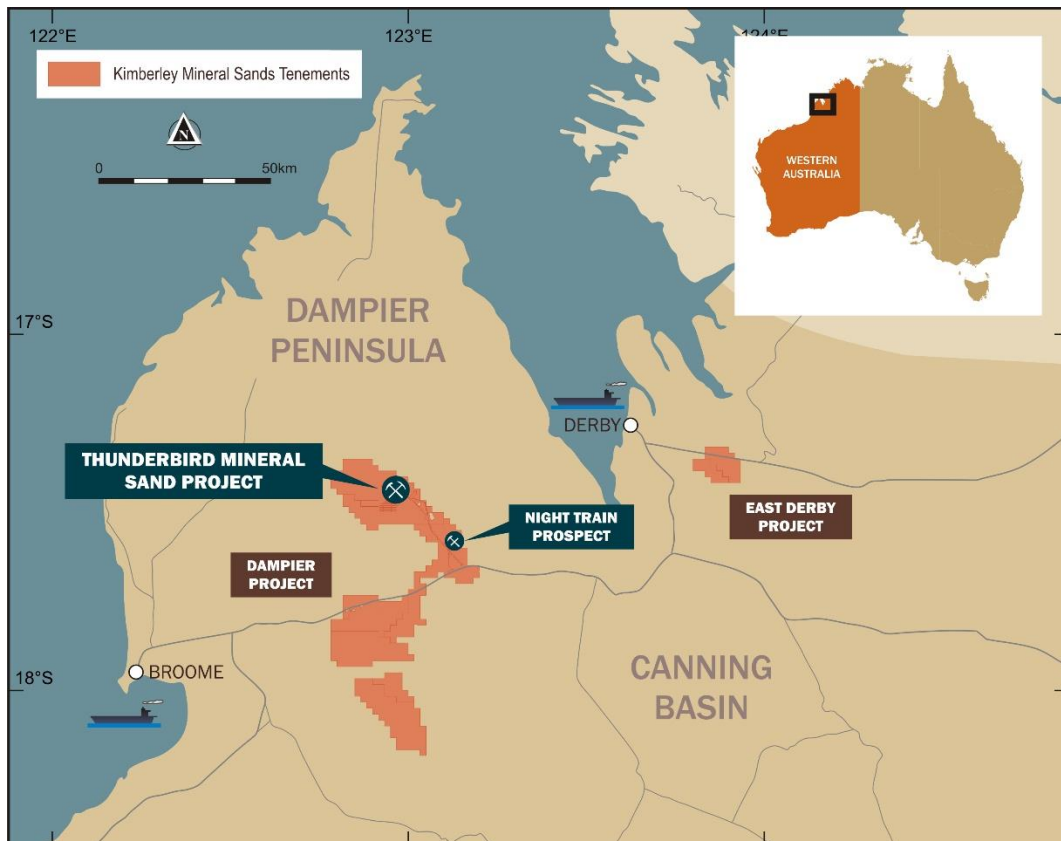 122°E
123°E
124°E
Kimberley Mineral Sands Tenements
N
0
50km
WESTERN
AUSTRALIA
17°S
DAMPIER
PENINSULA
DERBY
THUNDERBIRD MINERAL
SAND PROJECT
NIGHT TRAIN
PROSPECT
EAST DERBY
PROJECT
DAMPIER
PROJECT
BROOME
18°S
CANNING
BASIN